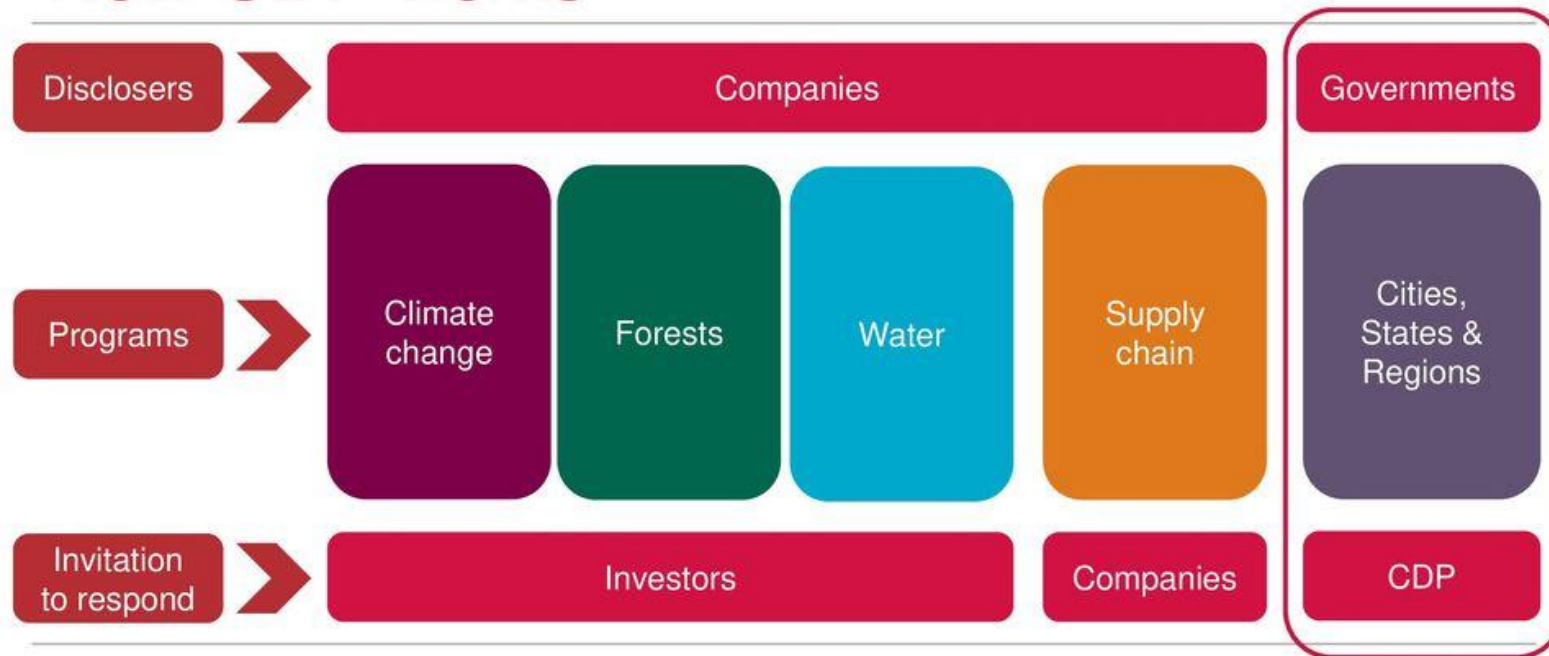 Disclosers
Companies
Governments
Programs
Climate
change
Forests
Water
Supply
chain
Cities,
States &
Regions
Invitation
to respond
Investors
Companies
CDP